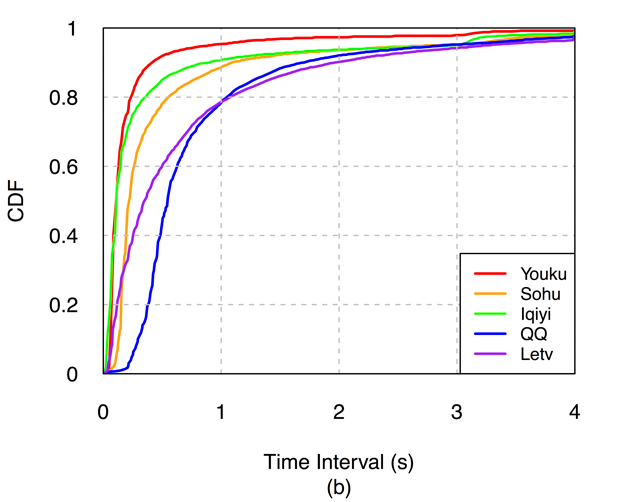 1
0.8
0.6
0.4
0.2
0
CDF
Youku
Sohu
Iqiyi
QQ
Letv
0 1 2 3 4
Time Interval (s)
(b)